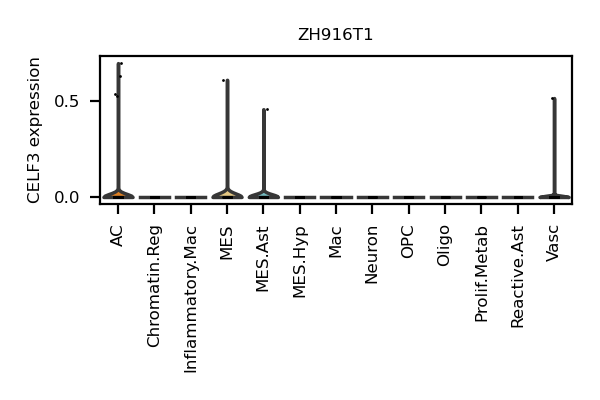 ZH916T1
CELF3 expression
0.5
0.0
AC
Chromatin.Reg
Inflammatory.Mac
MES
MES.Ast
MES.Hyp
Mac
Neuron
OPC
Oligo
Prolif.Metab
Reactive.Ast
Vasc